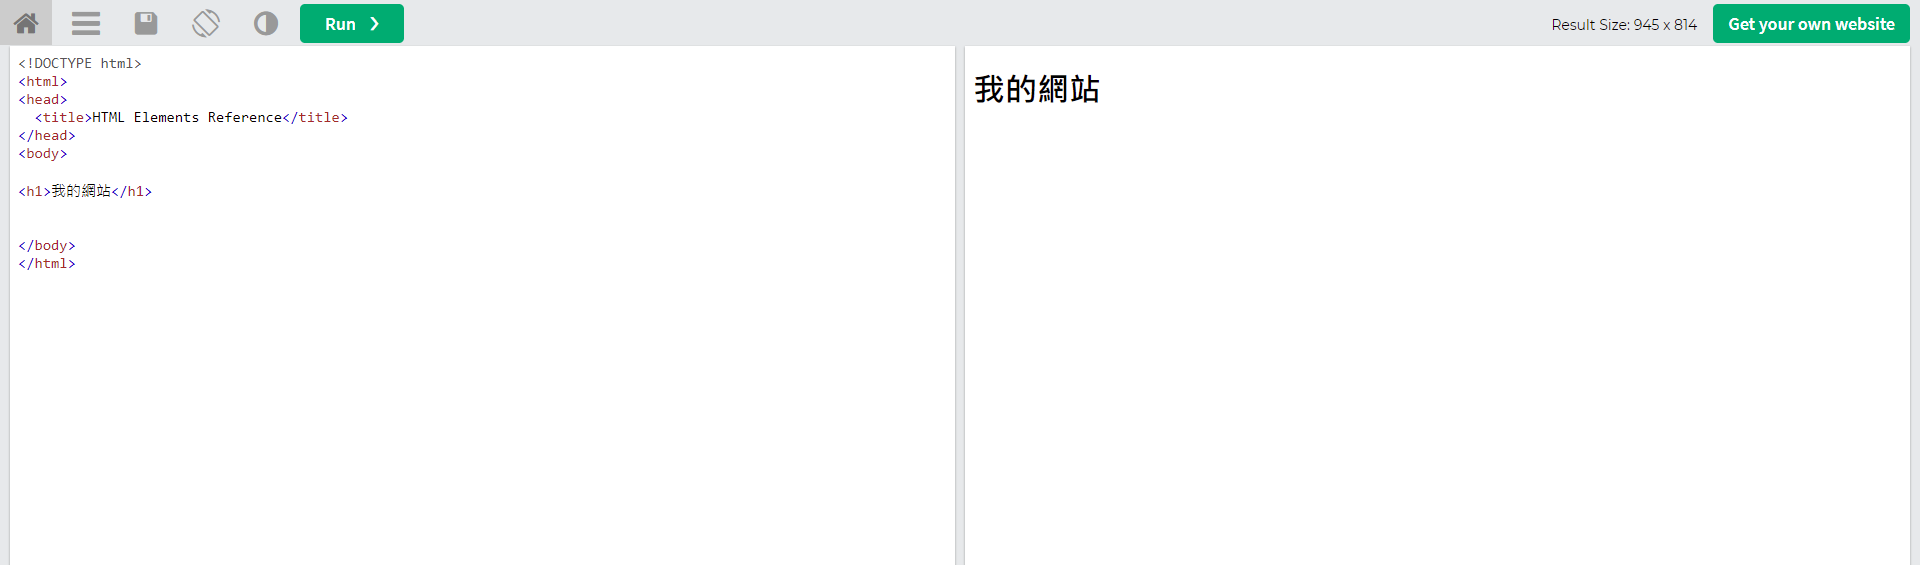 Run ❯
Result Size: 945 x 814
Get your own website
<!DOCTYPE html>
<html>
<head>
  <title>HTML Elements Reference</title>
</head>
<body>
<h1>我的網站</h1>
</body>
</html>
我的網站